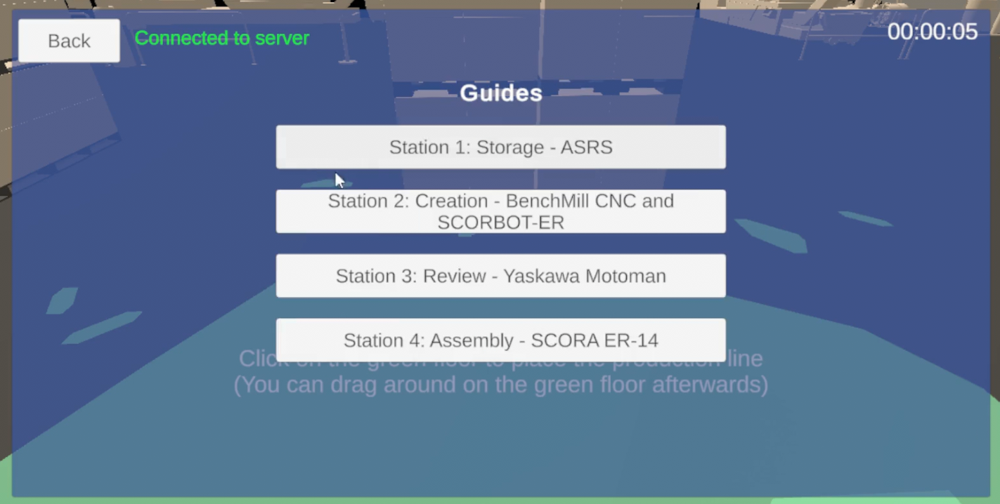 Back
Connected to server
00:00:05
Guides
Station 1: Storage - ASRS
Station 2: Creation - BenchMill CNC and
SCORBOT-ER
Station 3: Review - Yaskawa Motoman
Station 4: Assembly - SCORA ER-14
Click on the green floor to place the production line
(You can drag around on the green floor afterwards)